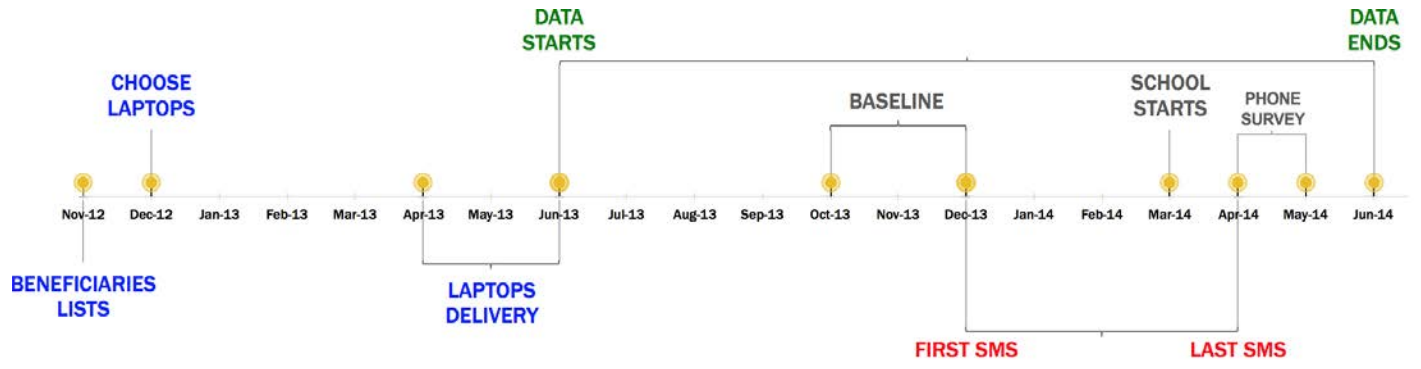 DATA
STARTS
DATA
ENDS
CHOOSE
LAPTOPS
BASELINE
SCHOOL
STARTS
PHONE
SURVEY
Nov-12 Dec-12 Jan-13 Feb-13 Mar-13 Apr-13 May-13 Jun-13 Jul-13 Aug-13 Sep-13 Oct-13 Nov-13 Dec-13 Jan-14 Feb-14 Mar-14 Apr-14 May-14 Jun-14
BENEFICIARIES
LISTS
LAPTOPS
DELIVERY
FIRST SMS
LAST SMS